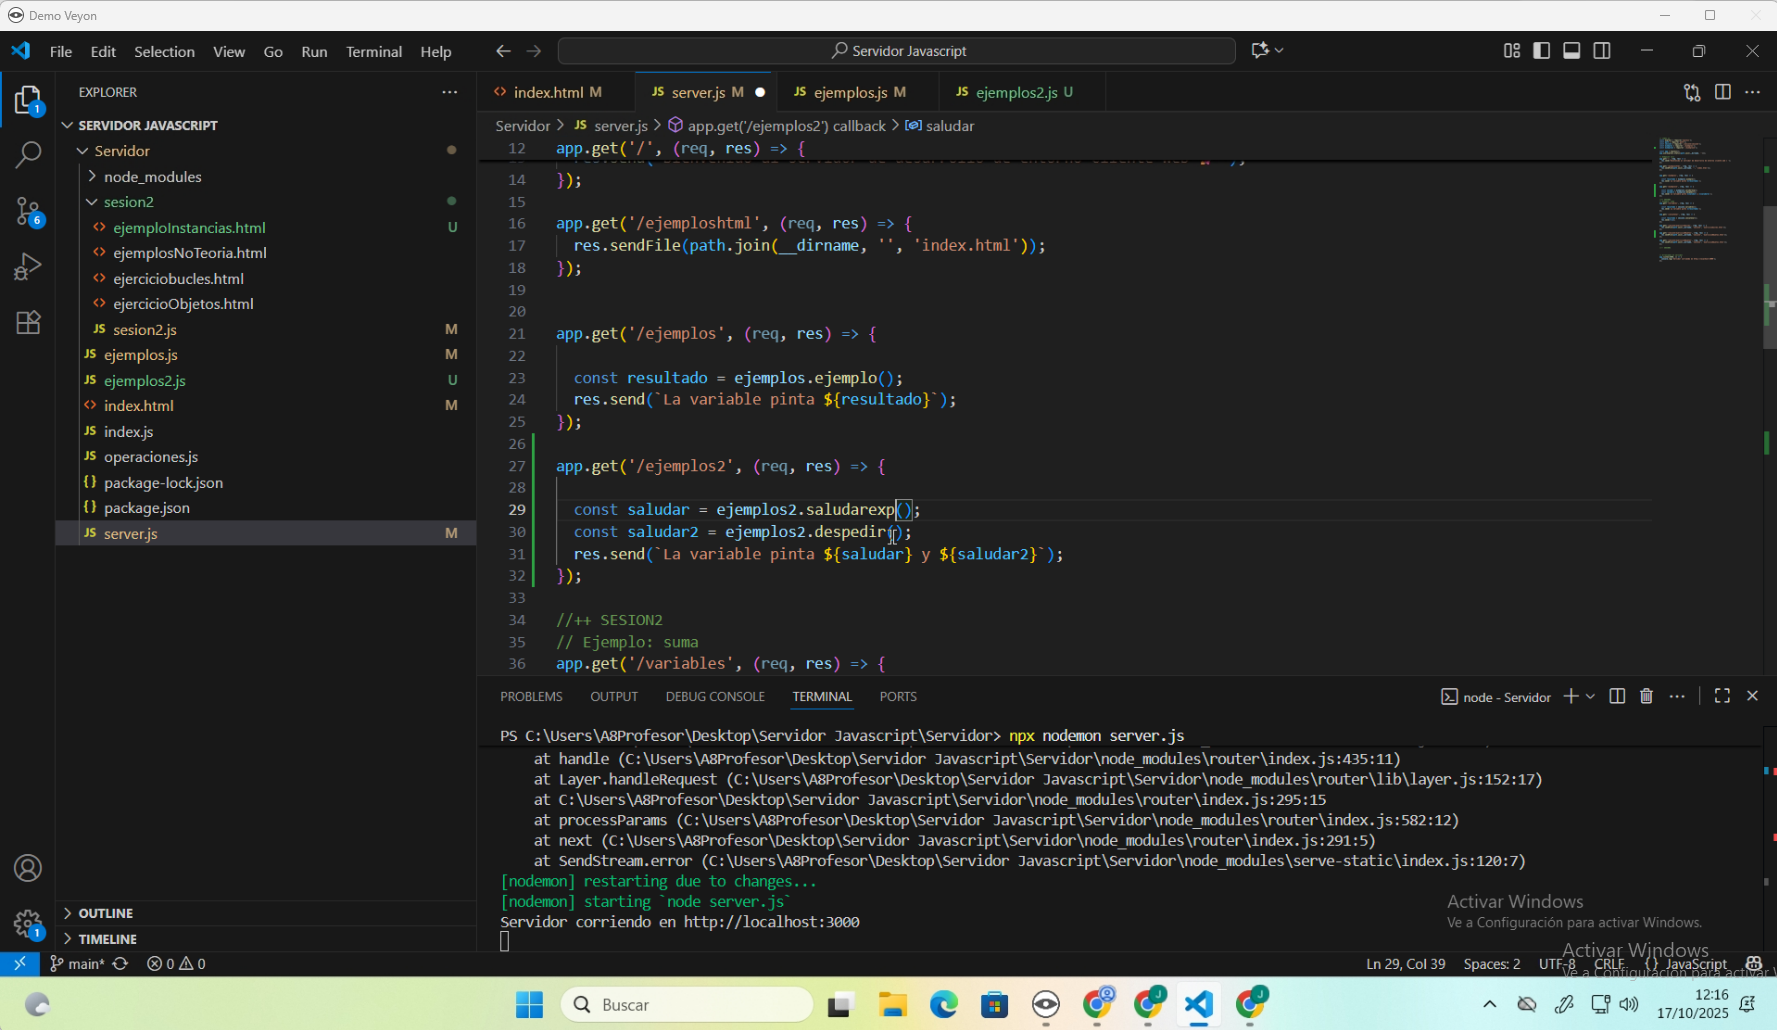 Demo Veyon
File Edit Selection View Go Run Terminal Help
Servidor Javascript
EXPLORER
index.html M
JS server.js M
JS ejemplos.js M
JS ejemplos2.js U
SERVIDOR JAVASCRIPT
Servidor
node_modules
sesion2
ejemploInstancias.html U
ejemplosNoTeoria.html
ejerciciobucles.html
ejercicioObjetos.html
JS sesion2.js M
JS ejemplos.js M
JS ejemplos2.js U
index.html M
JS index.js
JS operaciones.js
{} package-lock.json
{} package.json
JS server.js M
OUTLINE
TIMELINE
Servidor > JS server.js > app.get('/ejemplos2') callback > saludar
12 app.get('/', (req, res) => {
14 });
15
16 app.get('/ejemploshtml', (req, res) => {
17 res.sendFile(path.join(__dirname, '', 'index.html'));
18 });
19
20
21 app.get('/ejemplos', (req, res) => {
22
23 const resultado = ejemplos.ejemplo();
24 res.send(`La variable pinta ${resultado}`);
25 });
26
27 app.get('/ejemplos2', (req, res) => {
28
29 const saludar = ejemplos2.saludarexp();
30 const saludar2 = ejemplos2.despedir();
31 res.send(`La variable pinta ${saludar} y ${saludar2}`);
32 });
33
34 //++ SESION2
35 // Ejemplo: suma
36 app.get('/variables', (req, res) => {
PROBLEMS OUTPUT DEBUG CONSOLE TERMINAL PORTS
node - Servidor
PS C:\Users\A8Profesor\Desktop\Servidor Javascript\Servidor> npx nodemon server.js
at handle (C:\Users\A8Profesor\Desktop\Servidor Javascript\Servidor\node_modules\router\index.js:435:11)
at Layer.handleRequest (C:\Users\A8Profesor\Desktop\Servidor Javascript\Servidor\node_modules\router\lib\layer.js:152:17)
at C:\Users\A8Profesor\Desktop\Servidor Javascript\Servidor\node_modules\router\index.js:295:15
at processParams (C:\Users\A8Profesor\Desktop\Servidor Javascript\Servidor\node_modules\router\index.js:582:12)
at next (C:\Users\A8Profesor\Desktop\Servidor Javascript\Servidor\node_modules\router\index.js:291:5)
at SendStream.error (C:\Users\A8Profesor\Desktop\Servidor Javascript\Servidor\node_modules\serve-static\index.js:120:7)
[nodemon] restarting due to changes...
[nodemon] starting `node server.js`
Servidor corriendo en http://localhost:3000
Activar Windows
Ve a Configuración para activar Windows.
Activar Windows
Ve a Configuración para activar W
main* 0 0
Ln 29, Col 39 Spaces: 2 UTF-8 CRLF {} JavaScript
Buscar
12:16
17/10/2025